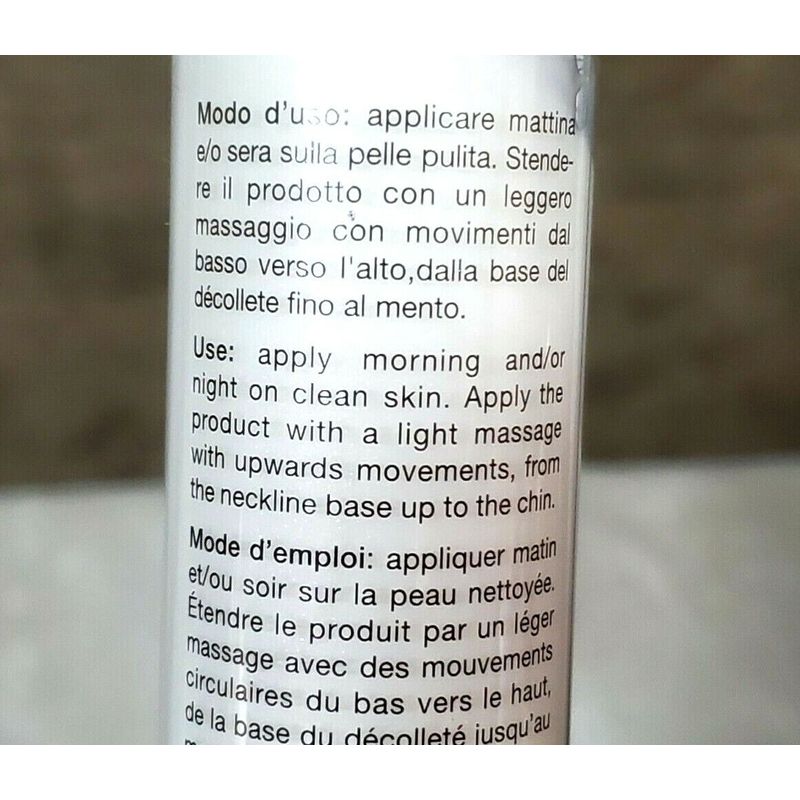 Modo d'uso: applicare mattina
e/o sera sulla pelle pulita. Stende-
re il prodotto con un leggero
massaggio con movimenti dal
basso verso l'alto,dalla base del
décollete fino al mento.
Use: apply morning and/or
night on clean skin. Apply the
product with a light massage
with upwards movements, from
the neckline base up to the chin.
Mode d'emploi: appliquer matin
et/ou soir sur la peau nettoyée.
Étendre le produit par un léger
massage avec des mouvements
circulaires du bas vers le haut,
de la base du décolleté jusqu'au